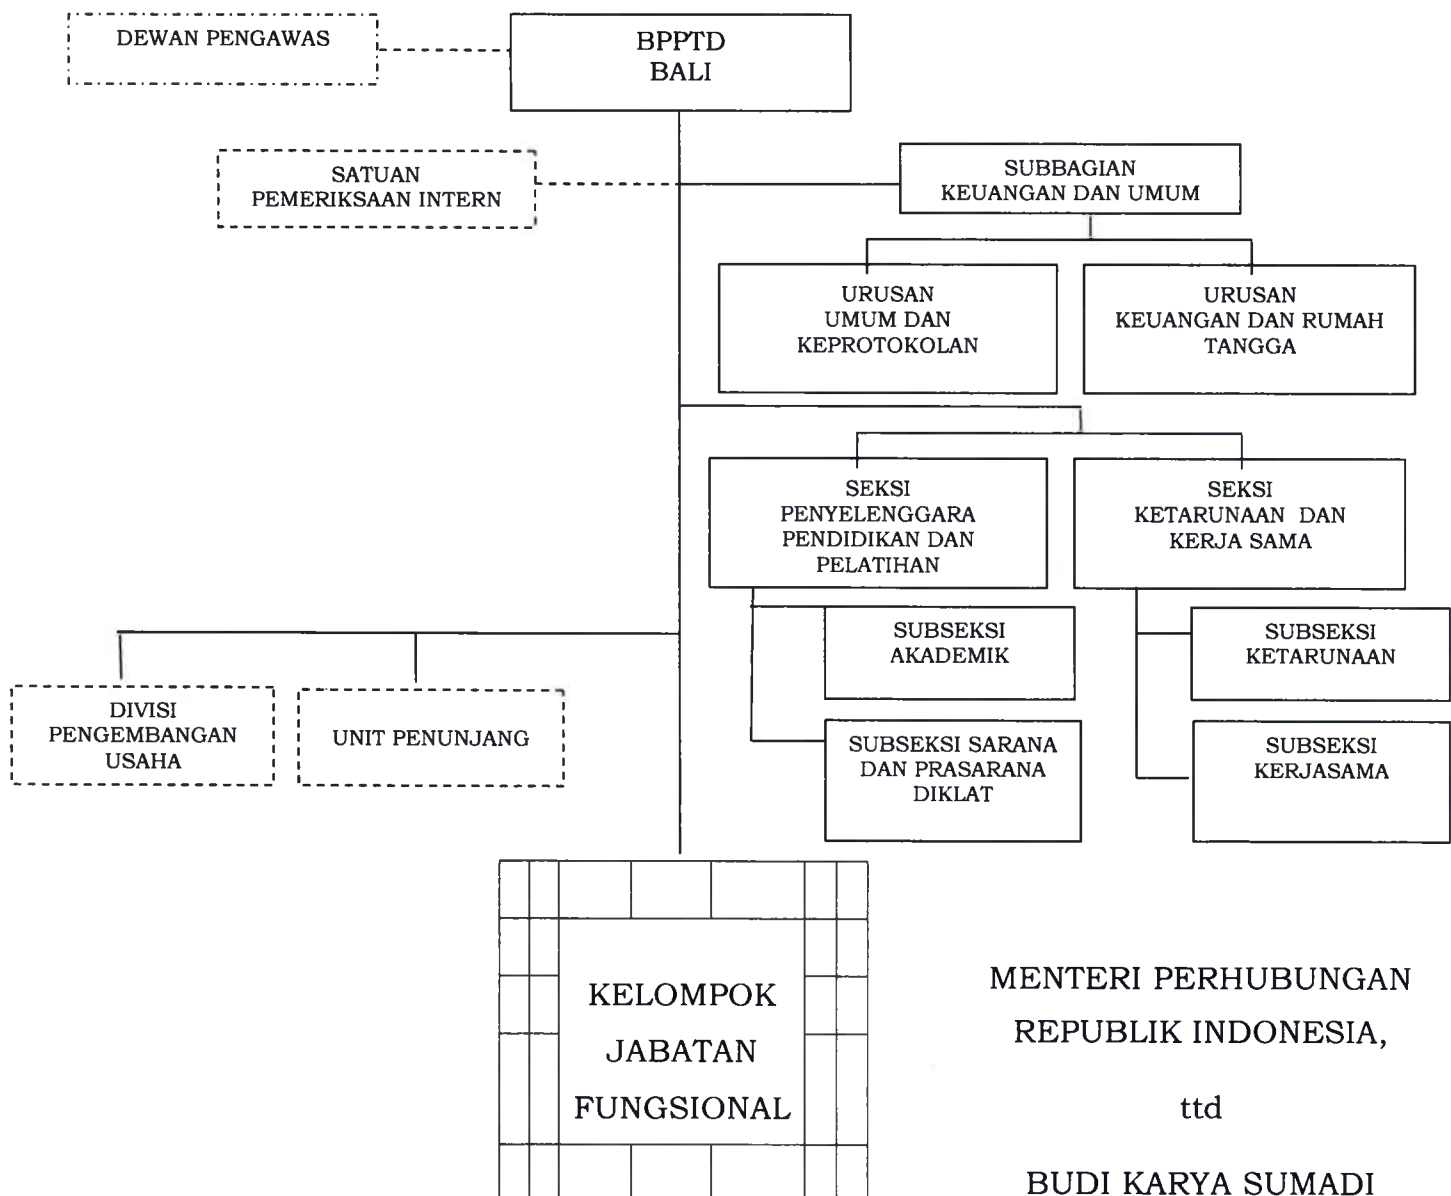 DEWAN PENGAWAS
BPPTD
BALI
SATUAN
PEMERIKSAAN INTERN
SUBBAGIAN
KEUANGAN DAN UMUM
URUSAN
UMUM DAN
KEPROTOKOLAN
URUSAN
KEUANGAN DAN RUMAH
TANGGA
SEKSI
PENYELENGGARA
PENDIDIKAN DAN
PELATIHAN
SEKSI
KETARUNAAN DAN
KERJA SAMA
SUBSEKSI
AKADEMIK
SUBSEKSI
KETARUNAAN
DIVISI
PENGEMBANGAN
USAHA
UNIT PENUNJANG
SUBSEKSI SARANA
DAN PRASARANA
DIKLAT
SUBSEKSI
KERJASAMA
KELOMPOK
JABATAN
FUNGSIONAL
MENTERI PERHUBUNGAN
REPUBLIK INDONESIA,
ttd
BUDI KARYA SUMADI